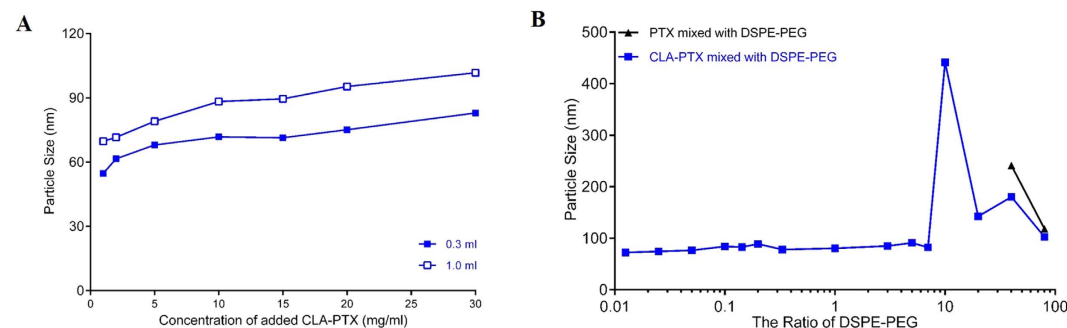 A
Particle Size (nm)
120
90
60
30
0
0
5
10
15
20
25
30
Concentration of added CLA-PTX (mg/ml)
0.3 ml
1.0 ml
B
Particle Size (nm)
500
400
300
200
100
0
0.01
0.1
1
10
100
The Ratio of DSPE-PEG
PTX mixed with DSPE-PEG
CLA-PTX mixed with DSPE-PEG